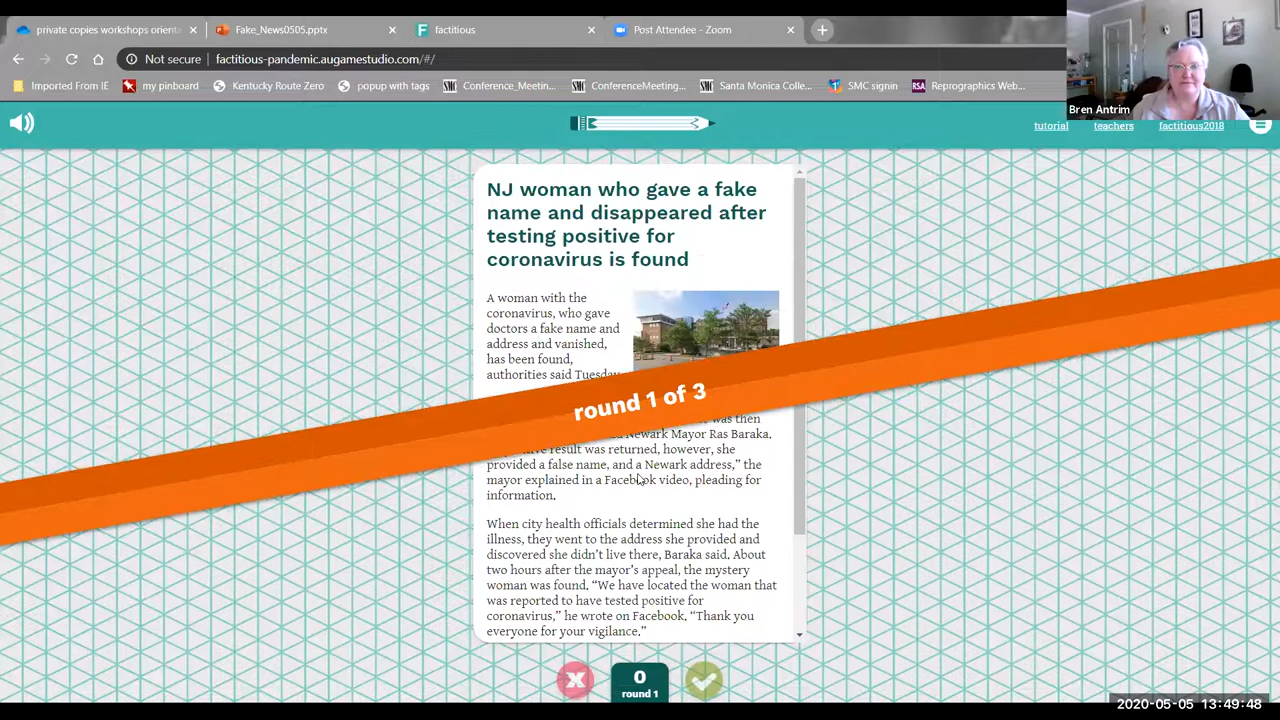 private copies workshops orienta
Fake_News0505.pptx
factitious
Post Attendee - Zoom
Not secure
factitious-pandemic.augamestudio.com/#/
Imported From IE
my pinboard
Kentucky Route Zero
popup with tags
Conference_Meetin...
ConferenceMeeting...
Santa Monica Colle...
SMC signin
Reprographics Web...
Bren Antrim
tutorial
teachers
factitious2018
NJ woman who gave a fake
name and disappeared after
testing positive for
coronavirus is found
A woman with the
coronavirus, who gave
doctors a fake name and
address and vanished,
has been found,
authorities said Tuesday
round 1 of 3
was then
Newark Mayor Ras Baraka.
result was returned, however, she
provided a false name, and a Newark address,” the
mayor explained in a Facebook video, pleading for
information.
When city health officials determined she had the
illness, they went to the address she provided and
discovered she didn’t live there, Baraka said. About
two hours after the mayor’s appeal, the mystery
woman was found. “We have located the woman that
was reported to have tested positive for
coronavirus,” he wrote on Facebook. “Thank you
everyone for your vigilance.”
0
round 1
2020-05-05 13:49:48